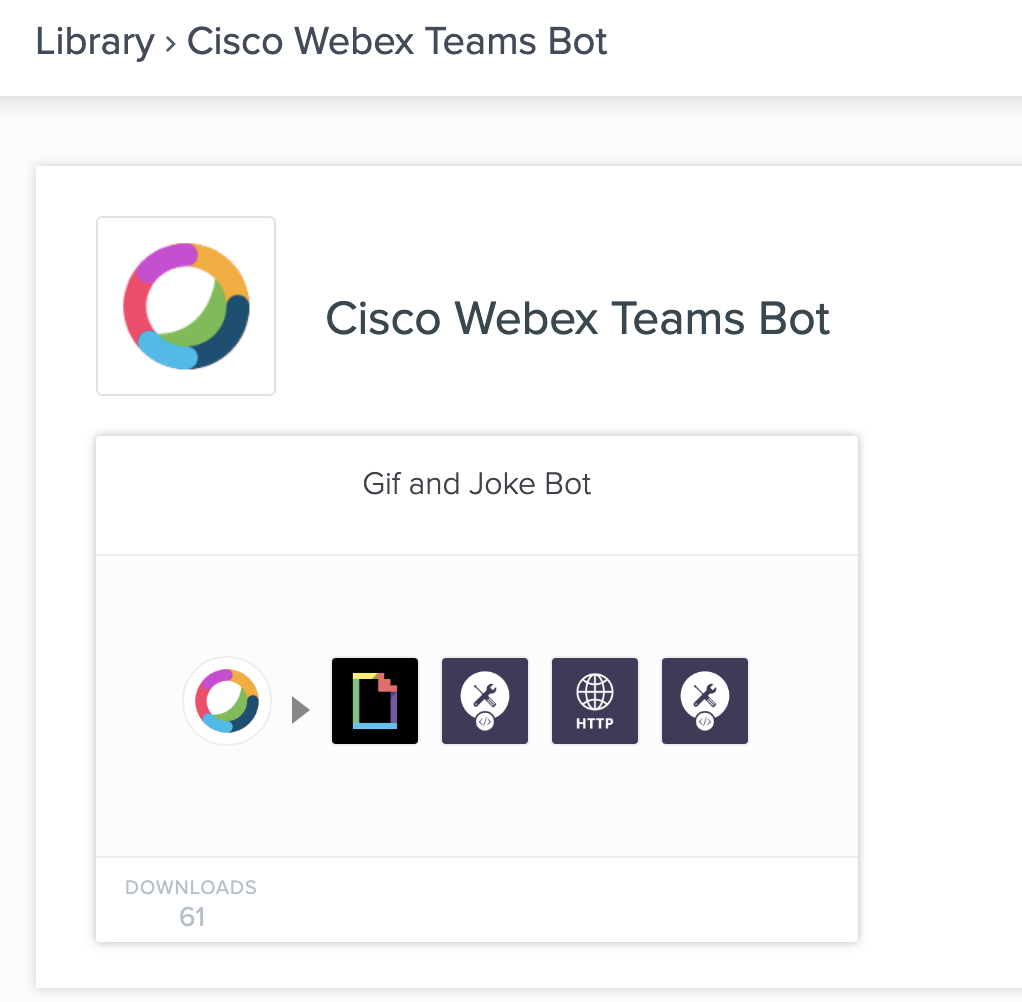 Library › Cisco Webex Teams Bot
Cisco Webex Teams Bot
Gif and Joke Bot
</>
HTTP
</>
DOWNLOADS
61